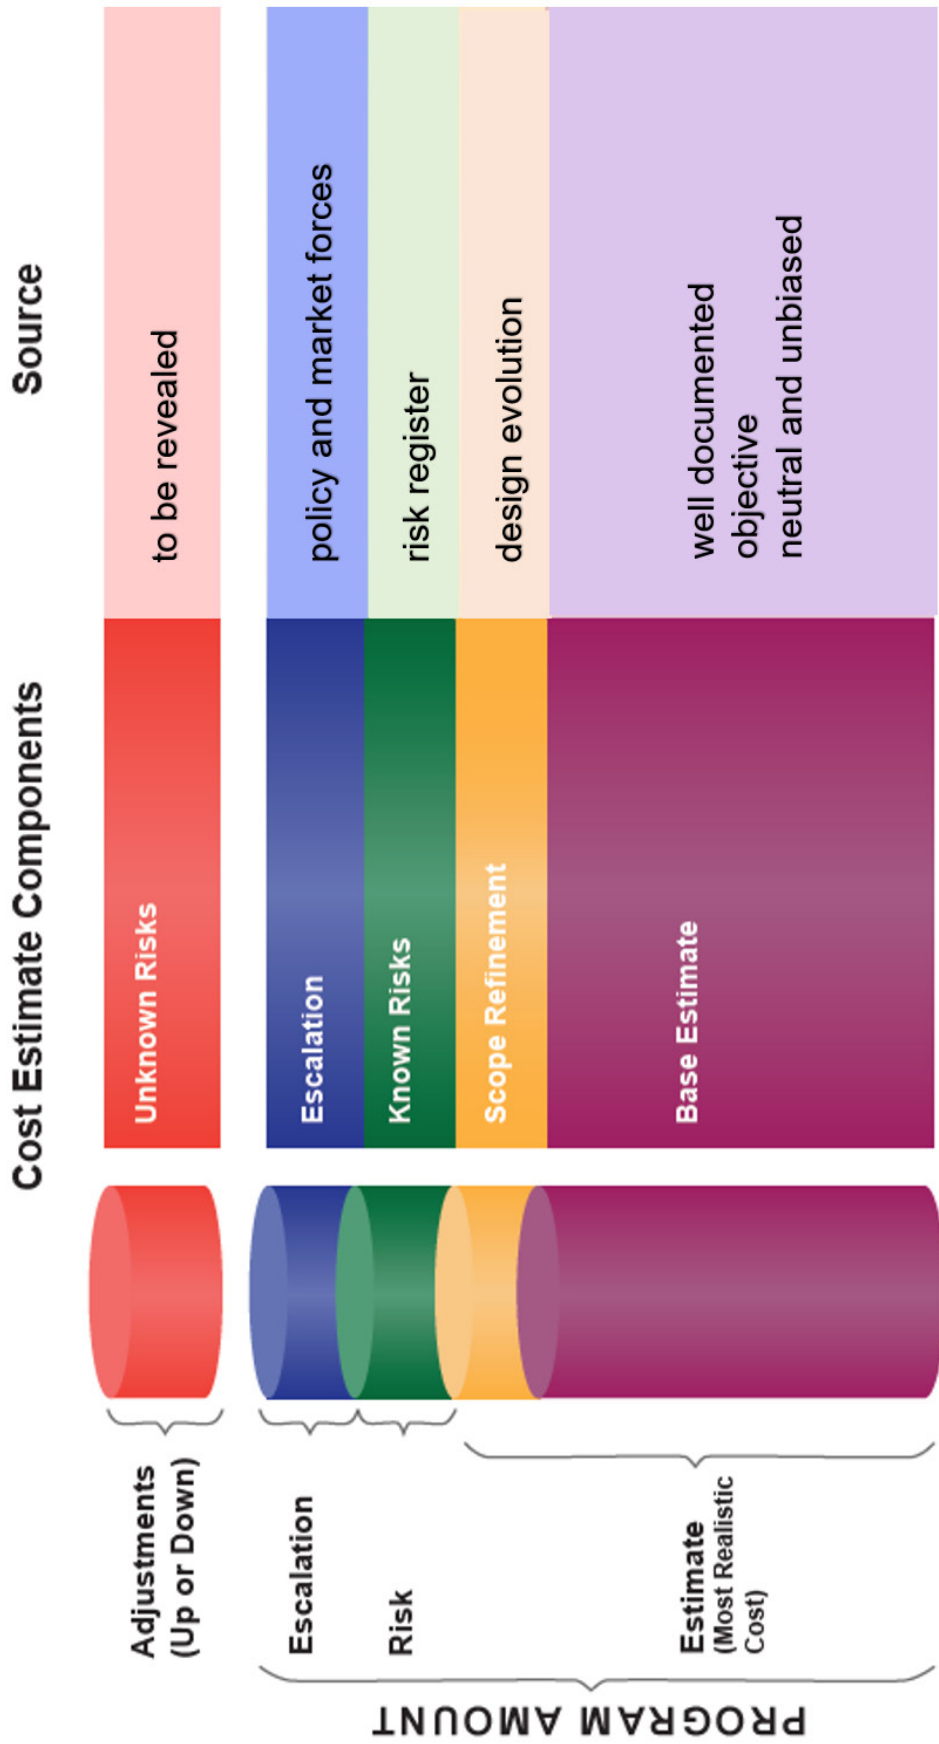 Cost Estimate Components
Source
Adjustments
(Up or Down)
Unknown Risks
to be revealed
PROGRAM AMOUNT
Escalation
Escalation
policy and market forces
Risk
Known Risks
risk register
Scope Refinement
design evolution
Estimate
(Most Realistic
Cost)
Base Estimate
well documented
objective
neutral and unbiased